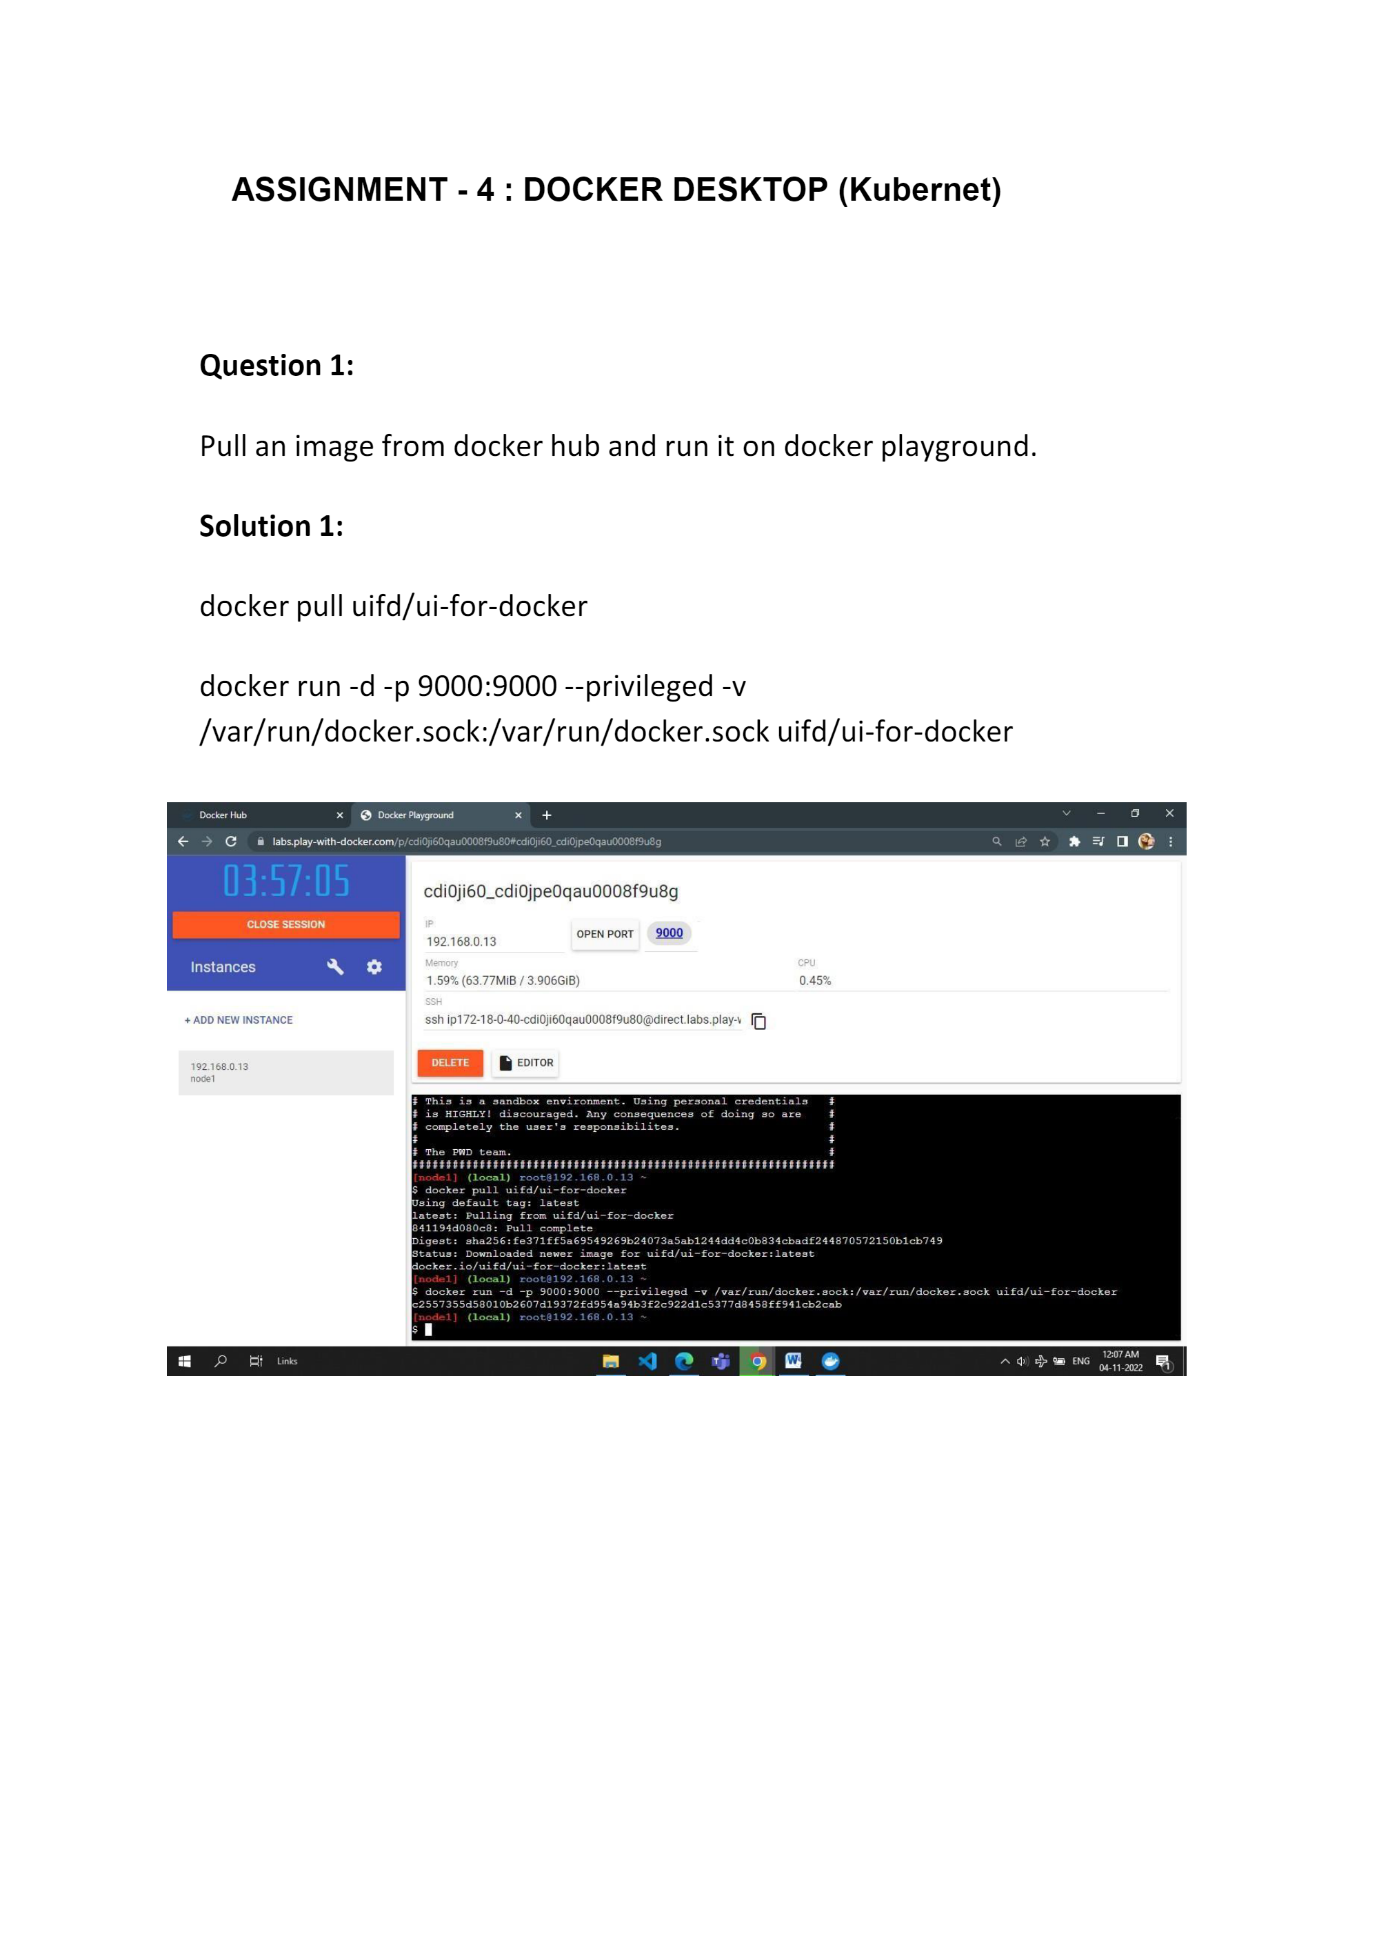 ASSIGNMENT - 4 : DOCKER DESKTOP (Kubernet)
Question 1:
Pull an image from docker hub and run it on docker playground.
Solution 1:
docker pull uifd/ui-for-docker
docker run -d -p 9000:9000 --privileged -v
/var/run/docker.sock:/var/run/docker.sock uifd/ui-for-docker
Docker Hub
Docker Playground
labs.play-with-docker.com/p/cdi0ji60qau0008f9u80#cdi0ji60_cdi0jpe0qau0008f9u8g
03:57:05
CLOSE SESSION
Instances
+ ADD NEW INSTANCE
192.168.0.13
node1
cdi0ji60_cdi0jpe0qau0008f9u8g
IP
192.168.0.13
OPEN PORT
9000
Memory
1.59% (63.77MiB / 3.906GiB)
CPU
0.45%
SSH
ssh ip172-18-0-40-cdi0ji60qau0008f9u80@direct.labs.play-
DELETE
EDITOR
# This is a sandbox environment. Using personal credentials #
# is HIGHLY! discouraged. Any consequences of doing so are #
# completely the user's responsibilites. #
# #
# The PWD team. #
###############################################################
[node1] (local) root@192.168.0.13 ~
$ docker pull uifd/ui-for-docker
Using default tag: latest
latest: Pulling from uifd/ui-for-docker
841194d080c8: Pull complete
Digest: sha256:fe371ff5a69549269b24073a5ab1244dd4c0b834cbadf244870572150b1cb749
Status: Downloaded newer image for uifd/ui-for-docker:latest
docker.io/uifd/ui-for-docker:latest
[node1] (local) root@192.168.0.13 ~
$ docker run -d -p 9000:9000 --privileged -v /var/run/docker.sock:/var/run/docker.sock uifd/ui-for-docker
c2557355d58010b2607d19372fd954a94b3f2c922d1c5377d8458ff941cb2cab
[node1] (local) root@192.168.0.13 ~
$
Links
ENG
12:07 AM
04-11-2022